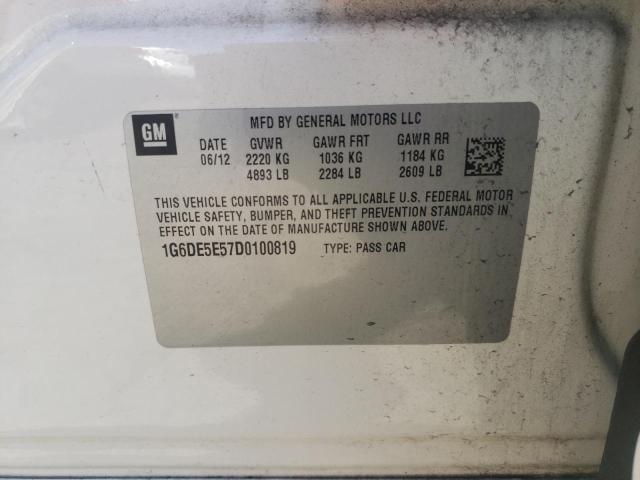 GM
MFD BY GENERAL MOTORS LLC
DATE GVWR GAWR FRT GAWR RR
06/12 2220 KG 1036 KG 1184 KG
4893 LB 2284 LB 2609 LB
THIS VEHICLE CONFORMS TO ALL APPLICABLE U.S. FEDERAL MOTOR
VEHICLE SAFETY, BUMPER, AND THEFT PREVENTION STANDARDS IN
EFFECT ON THE DATE OF MANUFACTURE SHOWN ABOVE.
1G6DE5E57D0100819 TYPE: PASS CAR